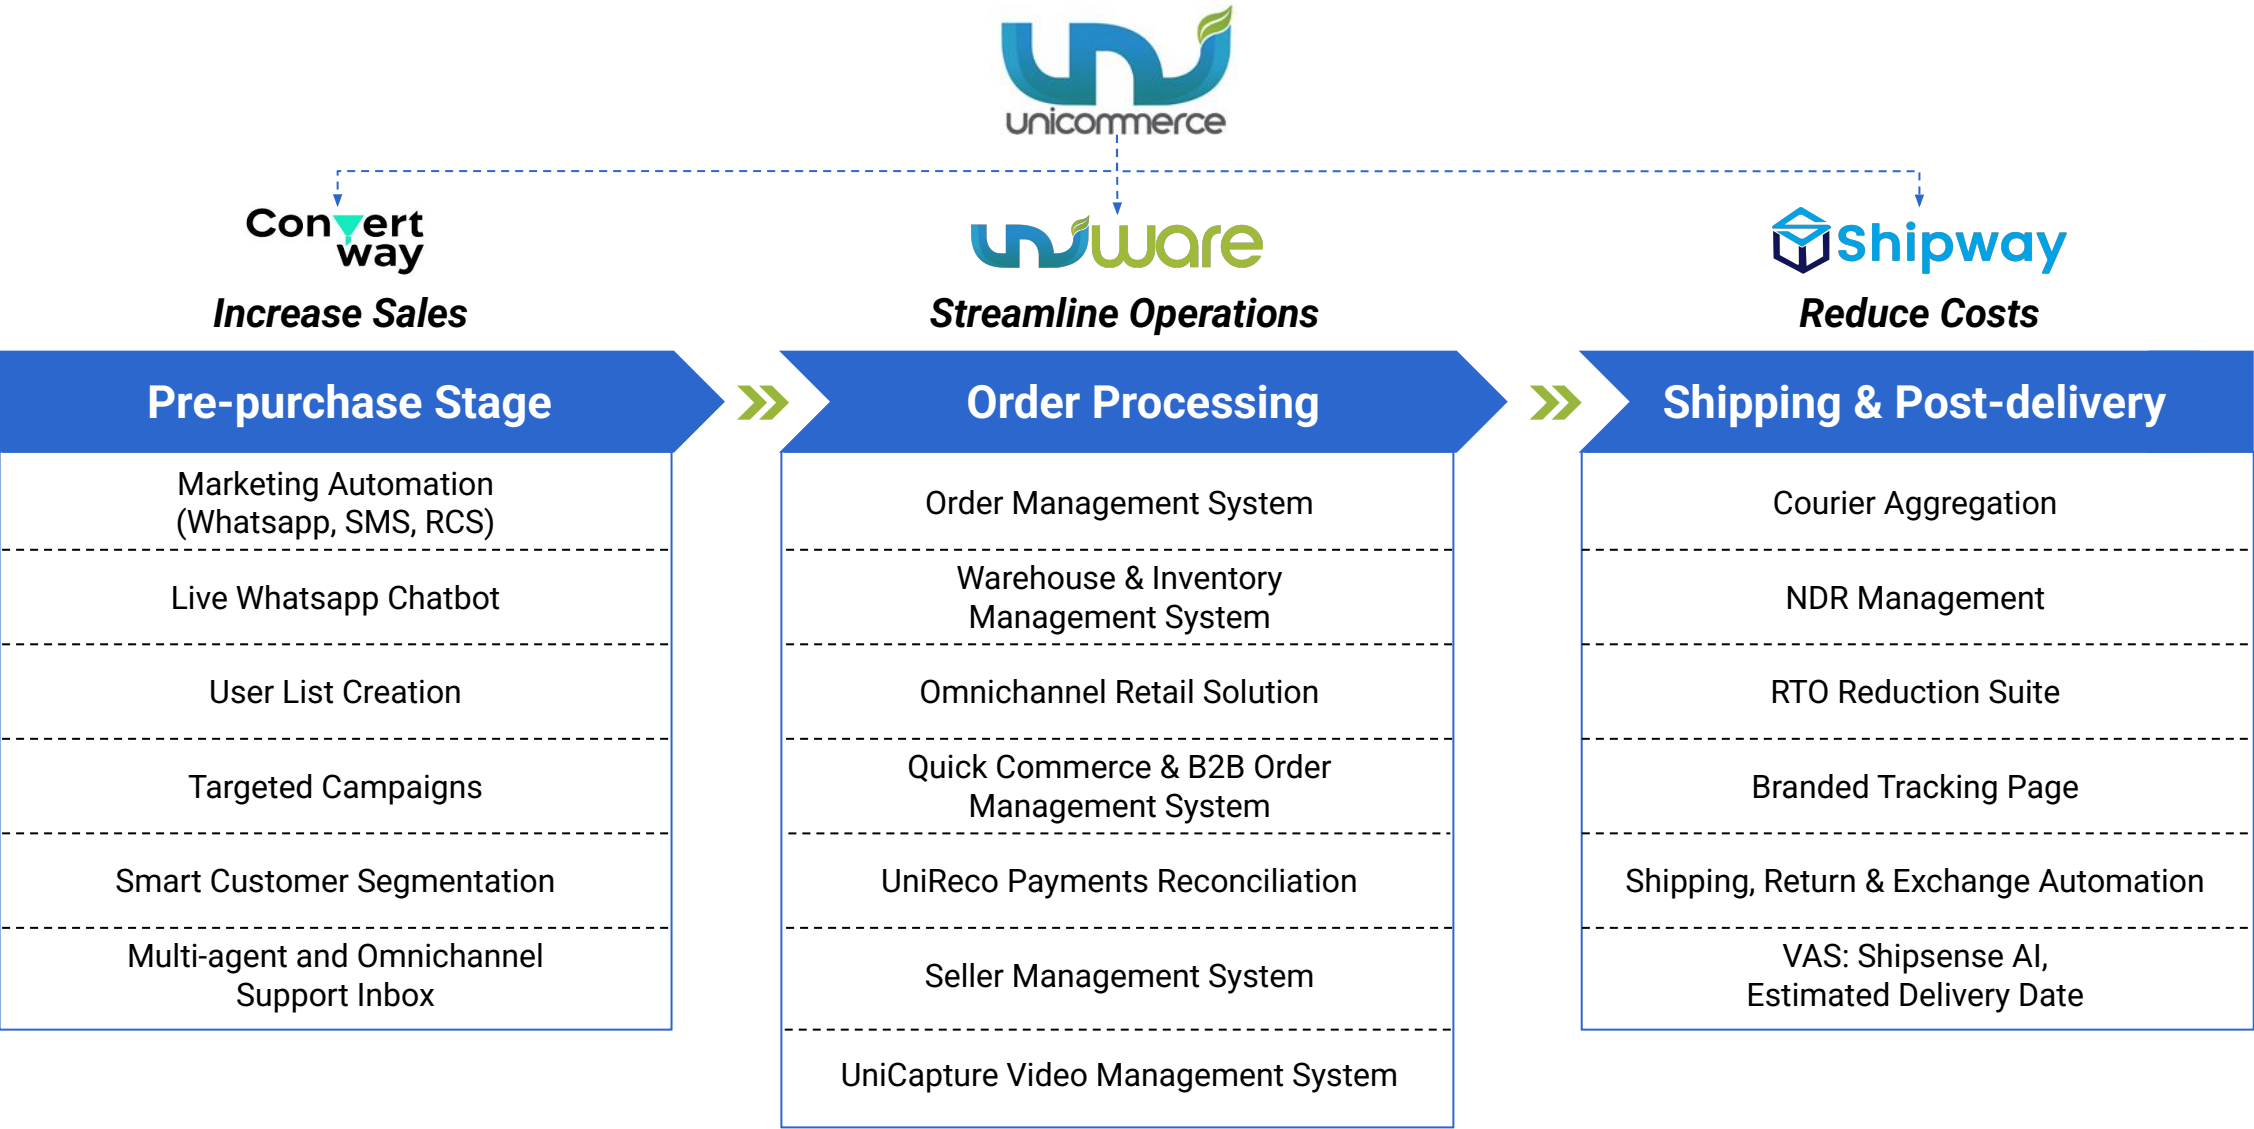 unicommerce
Convert
way
uniware
Shipway
Increase Sales
Streamline Operations
Reduce Costs
Pre-purchase Stage
Order Processing
Shipping & Post-delivery
Marketing Automation
(Whatsapp, SMS, RCS)
Live Whatsapp Chatbot
User List Creation
Targeted Campaigns
Smart Customer Segmentation
Multi-agent and Omnichannel
Support Inbox
Order Management System
Warehouse & Inventory
Management System
Omnichannel Retail Solution
Quick Commerce & B2B Order
Management System
UniReco Payments Reconciliation
Seller Management System
UniCapture Video Management System
Courier Aggregation
NDR Management
RTO Reduction Suite
Branded Tracking Page
Shipping, Return & Exchange Automation
VAS: Shipsense AI,
Estimated Delivery Date